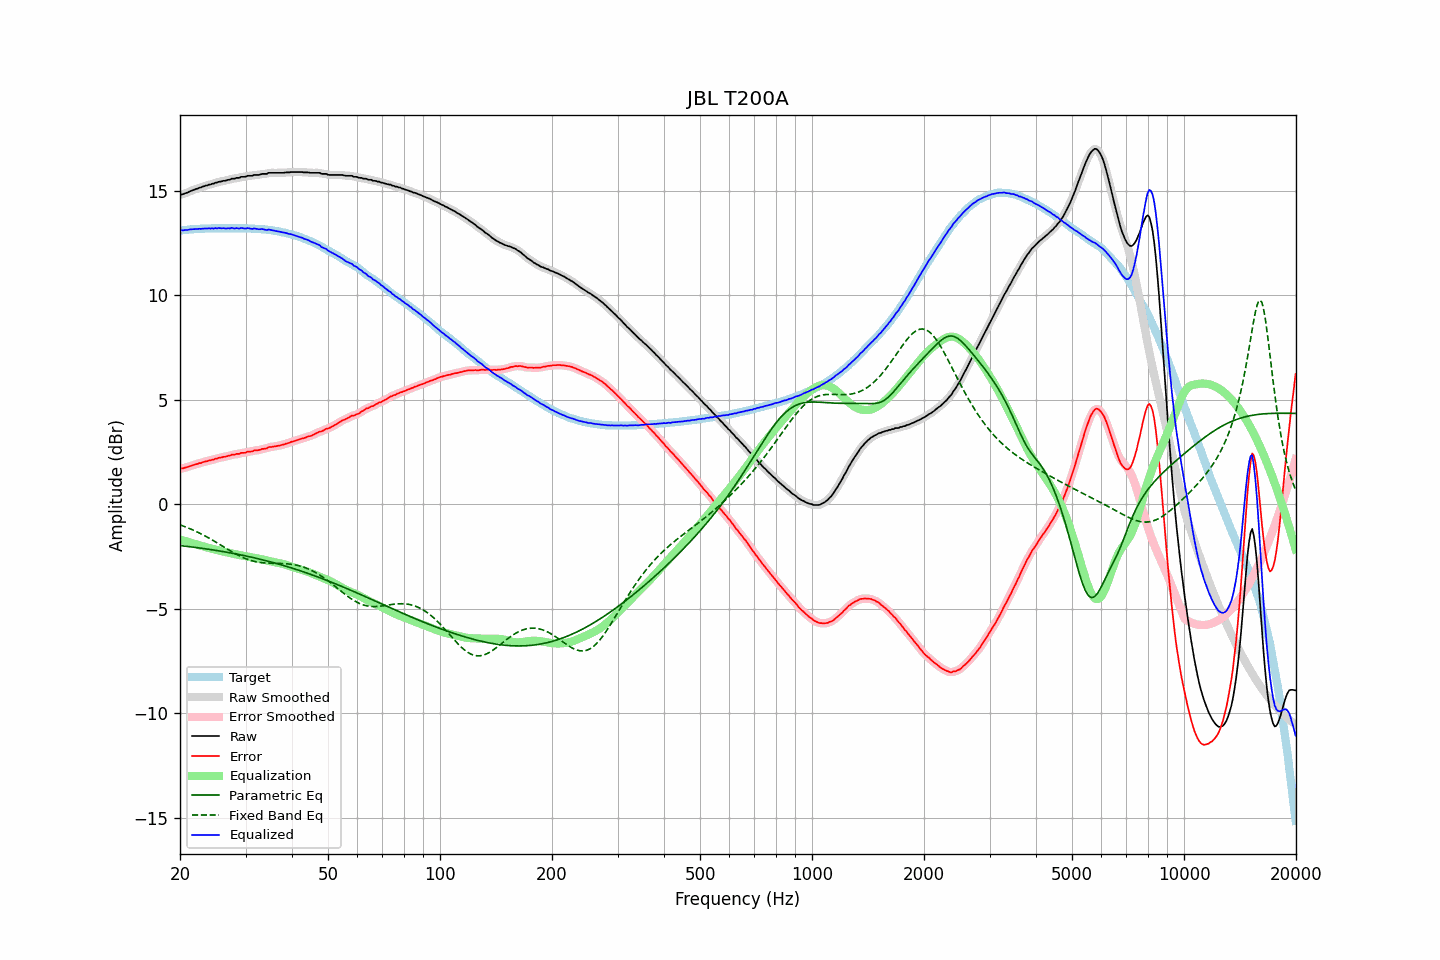 JBL T200A
Amplitude (dBr)
15
10
5
0
−5
−10
−15
Target
Raw Smoothed
Error Smoothed
Raw
Error
Equalization
Parametric Eq
Fixed Band Eq
Equalized
20 50 100 200 500 1000 2000 5000 10000 20000
Frequency (Hz)